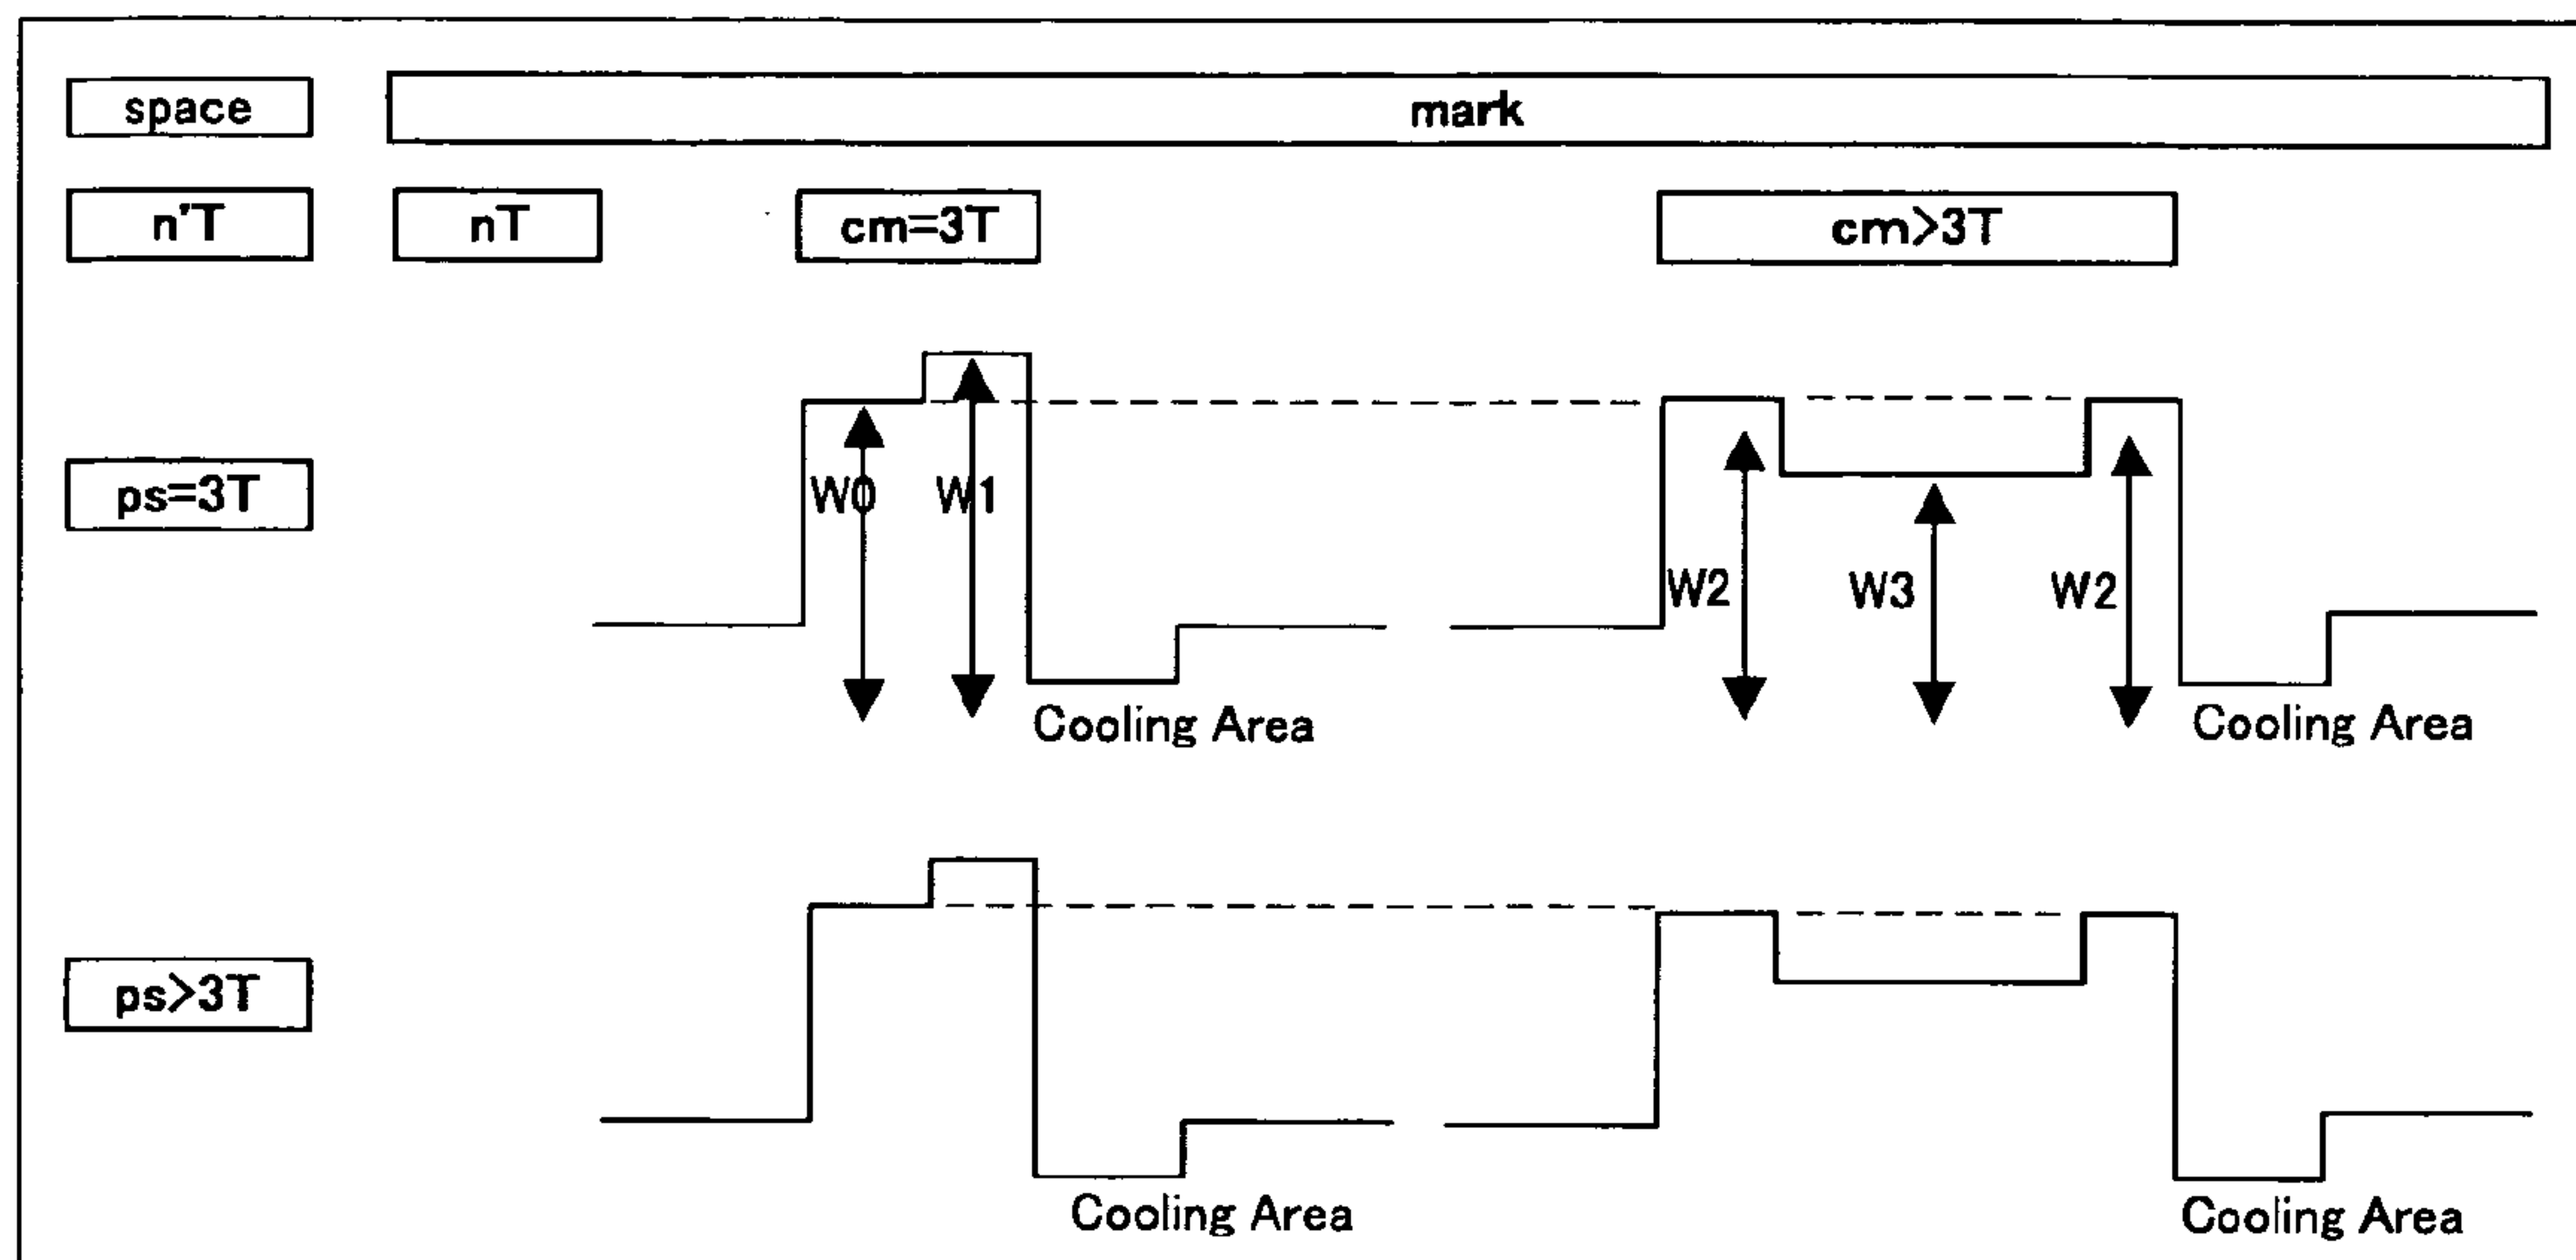 space
mark
n'T
nT
cm=3T
cm>3T
ps=3T
W0
W1
W2
W3
W2
Cooling Area
Cooling Area
ps>3T
Cooling Area
Cooling Area